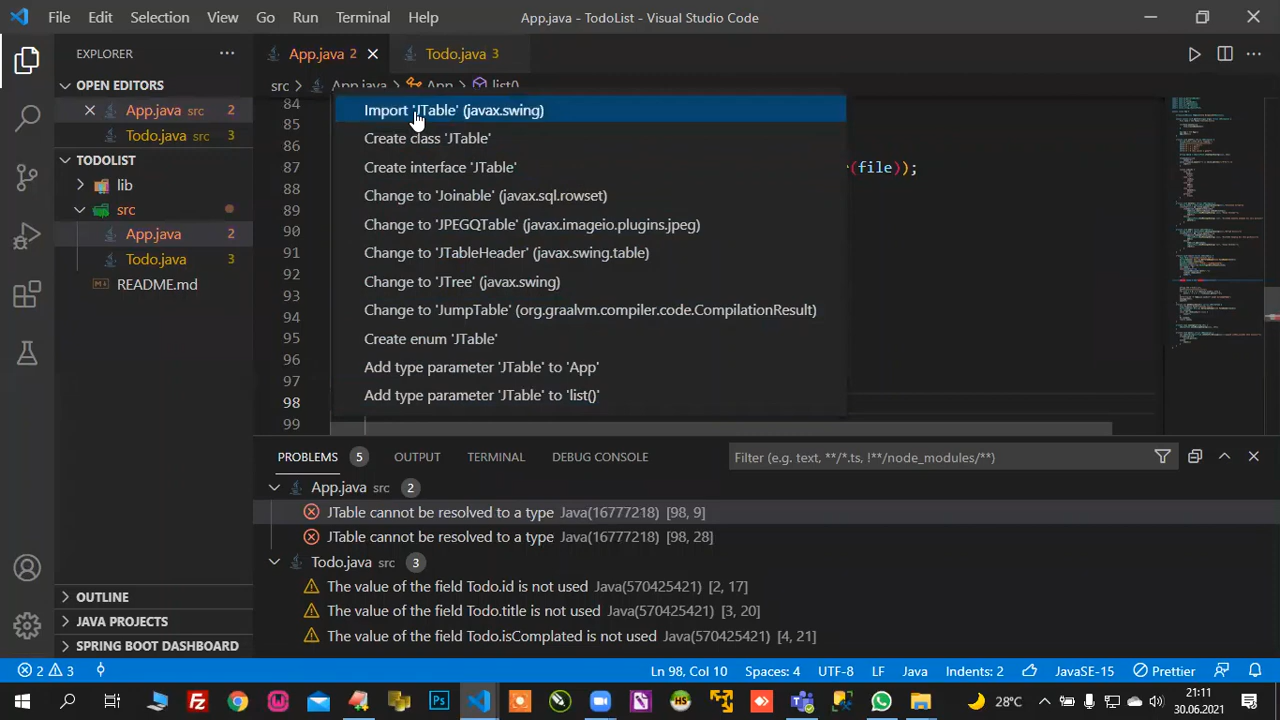 File Edit Selection View Go Run Terminal Help App.java - TodoList - Visual Studio Code
EXPLORER
App.java 2
Todo.java 3
OPEN EDITORS
App.java src 2
Todo.java src 3
TODOLIST
lib
src
App.java 2
Todo.java 3
README.md
OUTLINE
JAVA PROJECTS
SPRING BOOT DASHBOARD
src App.java App list()
84
85
86
87
88
89
90
91
92
93
94
95
96
97
98
99
(file));
Import 'JTable' (javax.swing)
Create class 'JTable'
Create interface 'JTable'
Change to 'Joinable' (javax.sql.rowset)
Change to 'JPEGQTable' (javax.imageio.plugins.jpeg)
Change to 'JTableHeader' (javax.swing.table)
Change to 'JTree' (javax.swing)
Change to 'JumpTable' (org.graalvm.compiler.code.CompilationResult)
Create enum 'JTable'
Add type parameter 'JTable' to 'App'
Add type parameter 'JTable' to 'list()'
PROBLEMS 5 OUTPUT TERMINAL DEBUG CONSOLE Filter (e.g. text, **/*.ts, !**/node_modules/**)
App.java src 2
JTable cannot be resolved to a type Java(16777218) [98, 9]
JTable cannot be resolved to a type Java(16777218) [98, 28]
Todo.java src 3
The value of the field Todo.id is not used Java(570425421) [2, 17]
The value of the field Todo.title is not used Java(570425421) [3, 20]
The value of the field Todo.isComplated is not used Java(570425421) [4, 21]
2 3 Ln 98, Col 10 Spaces: 4 UTF-8 LF Java Indents: 2 JavaSE-15 Prettier
28°C 21:11
30.06.2021